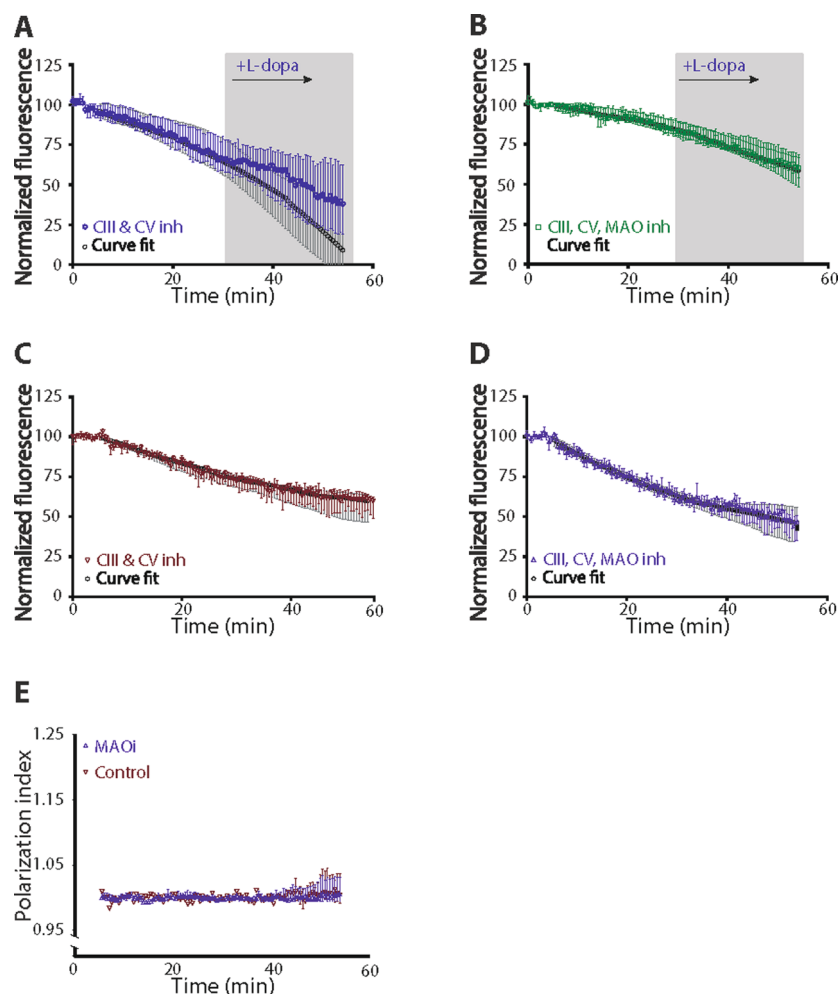 A
Normalized fluorescence
125
100
75
50
25
0
+L-dopa
CIII & CV inh
Curve fit
0
20
40
60
Time (min)
B
Normalized fluorescence
125
100
75
50
25
0
+L-dopa
CIII, CV, MAO inh
Curve fit
0
20
40
60
Time (min)
C
Normalized fluorescence
125
100
75
50
25
0
CIII & CV inh
Curve fit
0
20
40
60
Time (min)
D
Normalized fluorescence
125
100
75
50
25
0
CIII, CV, MAO inh
Curve fit
0
20
40
60
Time (min)
E
Polarization index
1.25
1.15
1.05
0.95
MAOi
Control
0
20
40
60
Time (min)